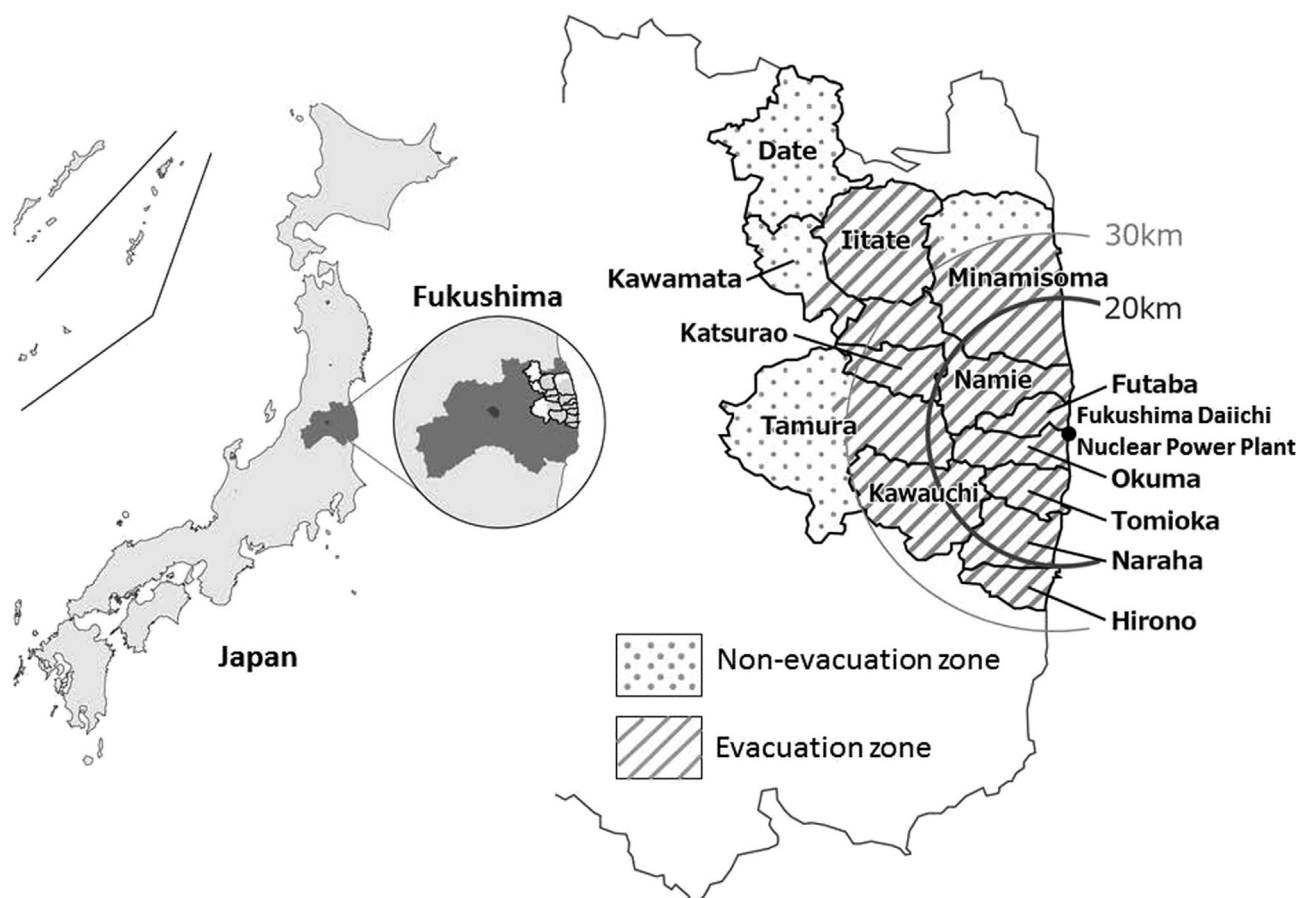 Japan
Fukushima
Date
Iitate
Kawamata
Minamisoma
30km
20km
Katsurao
Namie
Tamura
Futaba
Fukushima Daiichi
Nuclear Power Plant
Okuma
Kawauchi
Tomioka
Naraha
Hirono
Non-evacuation zone
Evacuation zone